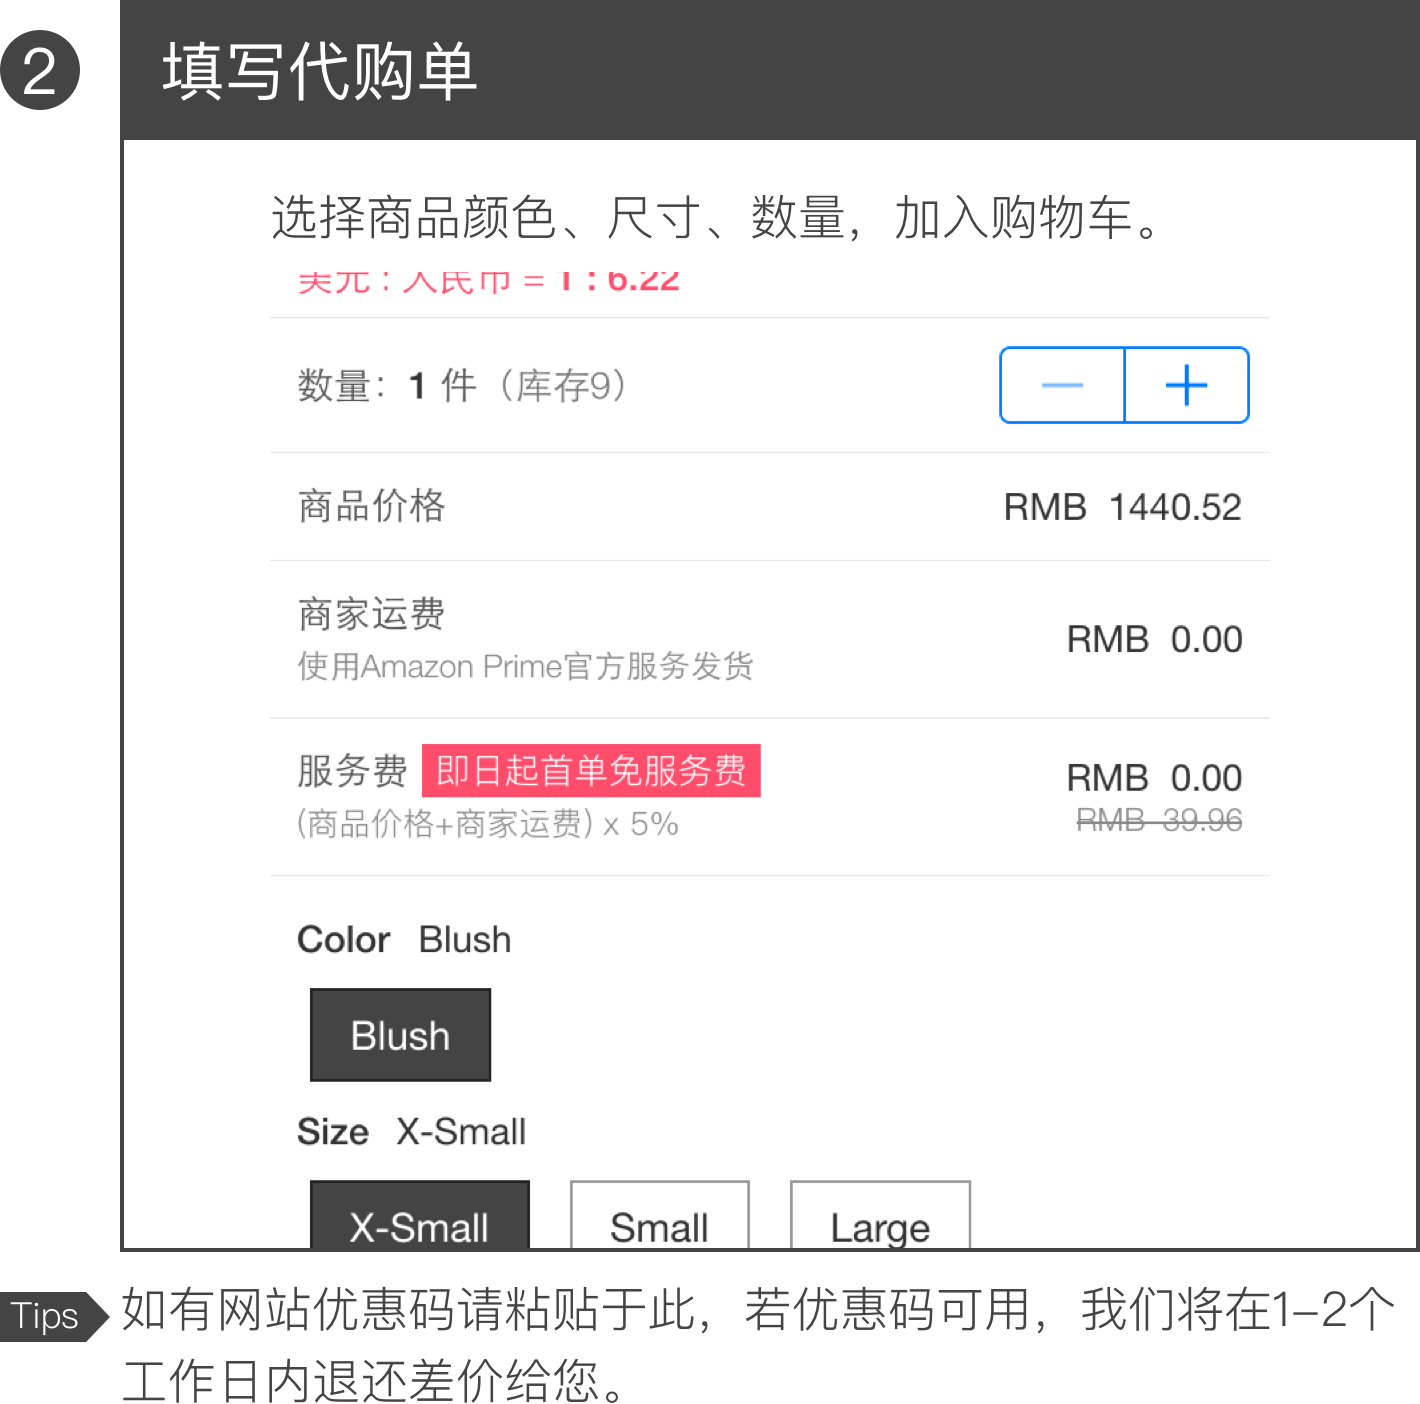 2
填写代购单
选择商品颜色、尺寸、数量，加入购物车。
美元：人民币 = 1 : 6.22
数量：1 件（库存9）
商品价格 RMB 1440.52
商家运费
使用Amazon Prime官方服务发货
RMB 0.00
服务费 即日起首单免服务费
(商品价格+商家运费) x 5%
RMB 0.00
RMB 39.96
Color Blush
Blush
Size X-Small
X-Small Small Large
Tips 如有网站优惠码请粘贴于此，若优惠码可用，我们将在1-2个
工作日内退还差价给您。